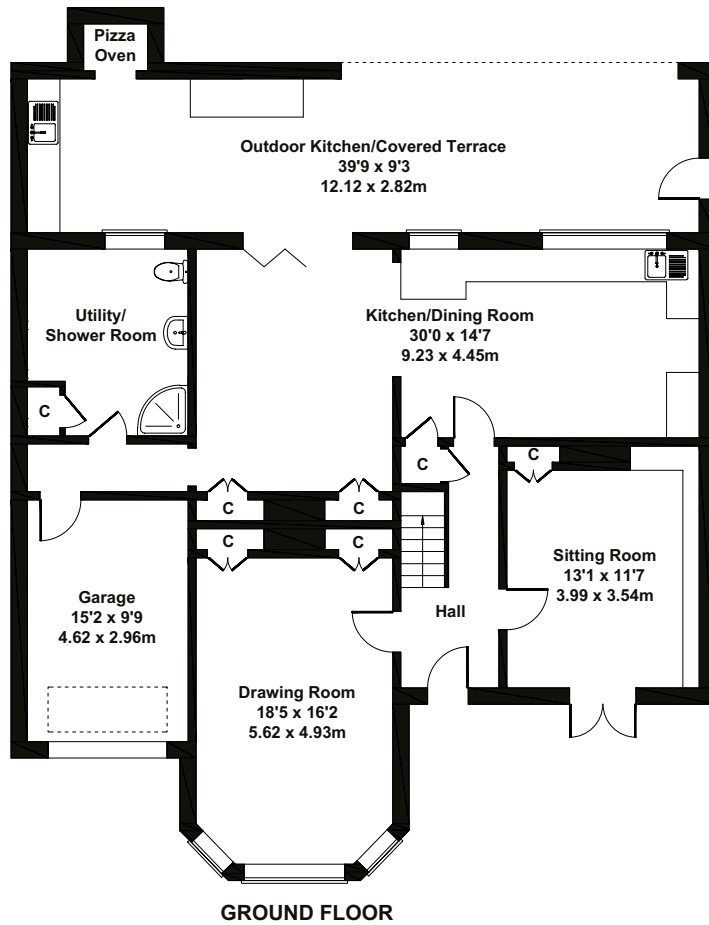 Pizza
Oven
Outdoor Kitchen/Covered Terrace
39'9 x 9'3
12.12 x 2.82m
Utility/
Shower Room
Kitchen/Dining Room
30'0 x 14'7
9.23 x 4.45m
C
C
C
C
C
C
C
Sitting Room
13'1 x 11'7
3.99 x 3.54m
Garage
15'2 x 9'9
4.62 x 2.96m
Hall
Drawing Room
18'5 x 16'2
5.62 x 4.93m
GROUND FLOOR